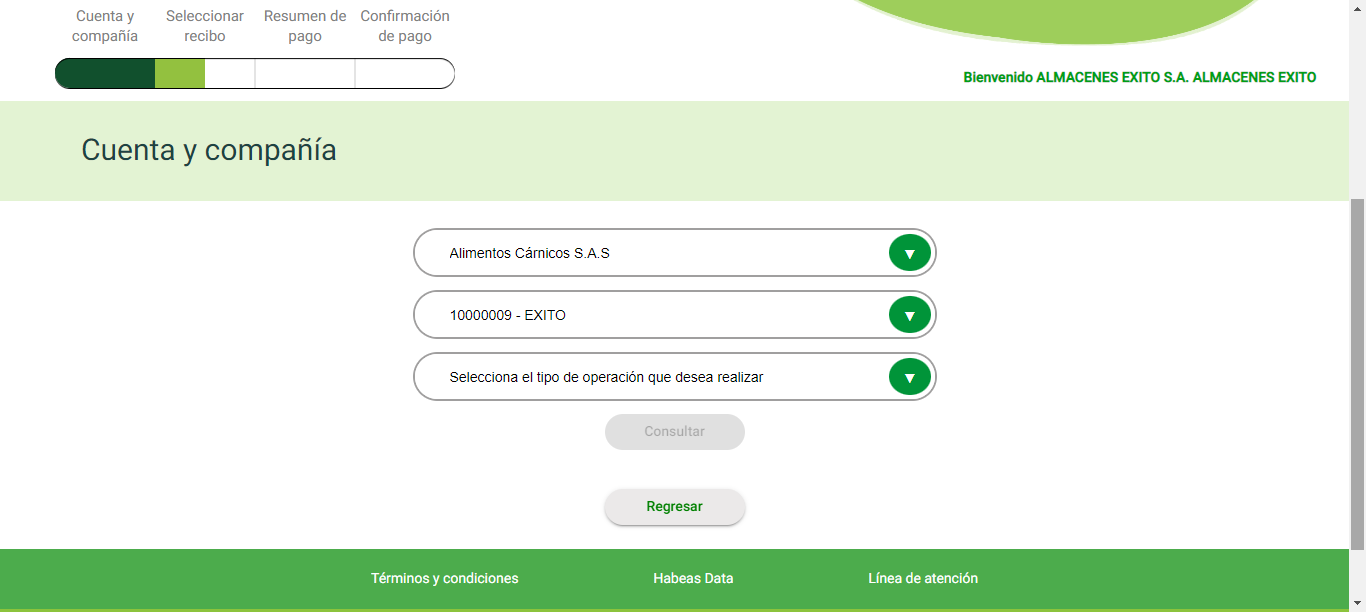 Cuenta y compañía
Seleccionar recibo
Resumen de pago
Confirmación de pago
Bienvenido ALMACENES EXITO S.A. ALMACENES EXITO
Cuenta y compañía
Alimentos Cárnicos S.A.S
10000009 - EXITO
Selecciona el tipo de operación que desea realizar
Consultar
Regresar
Términos y condiciones
Habeas Data
Línea de atención